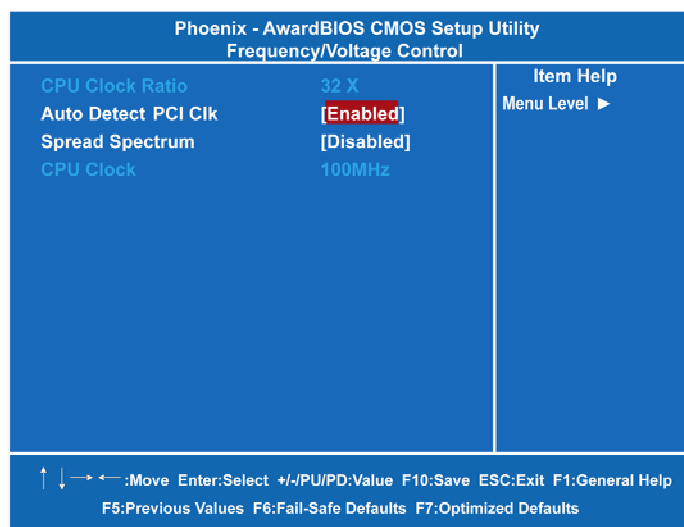 Phoenix - AwardBIOS CMOS Setup Utility
Frequency/Voltage Control
CPU Clock Ratio 32 X
Auto Detect PCI Clk [Enabled]
Spread Spectrum [Disabled]
CPU Clock 100MHz
Item Help
Menu Level ►
↑ ↓ → ← :Move Enter:Select +/-/PU/PD:Value F10:Save ESC:Exit F1:General Help
F5:Previous Values F6:Fail-Safe Defaults F7:Optimized Defaults